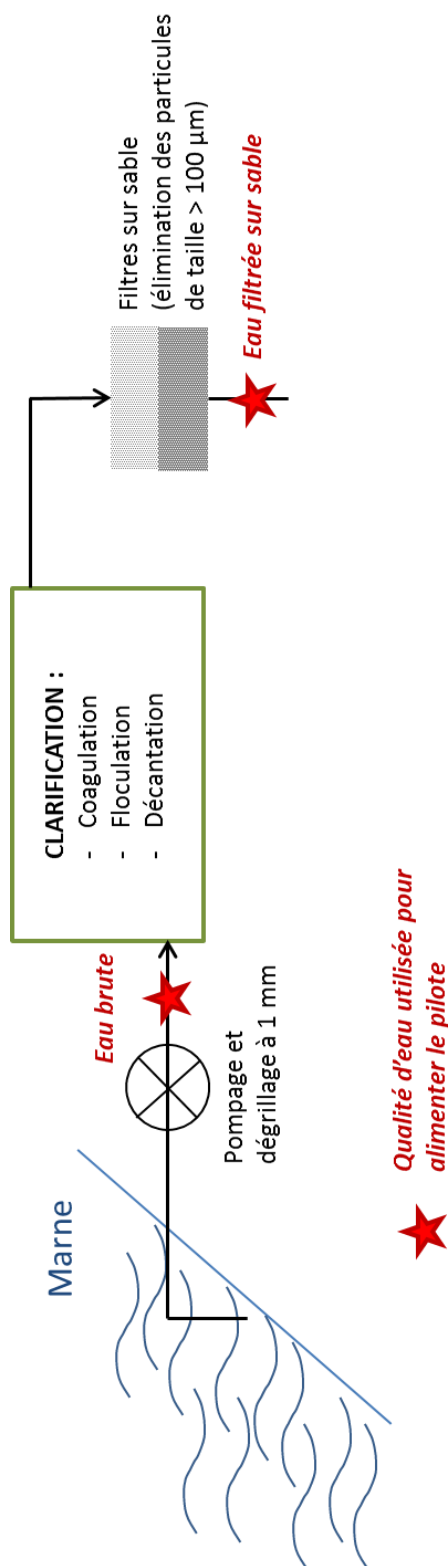 Marne
Pompage et
dégrillage à 1 mm
Eau brute
CLARIFICATION :
- Coagulation
- Floculation
- Décantation
Filtres sur sable
(élimination des particules
de taille > 100 µm)
Eau filtrée sur sable
Qualité d'eau utilisée pour
alimenter le pilote